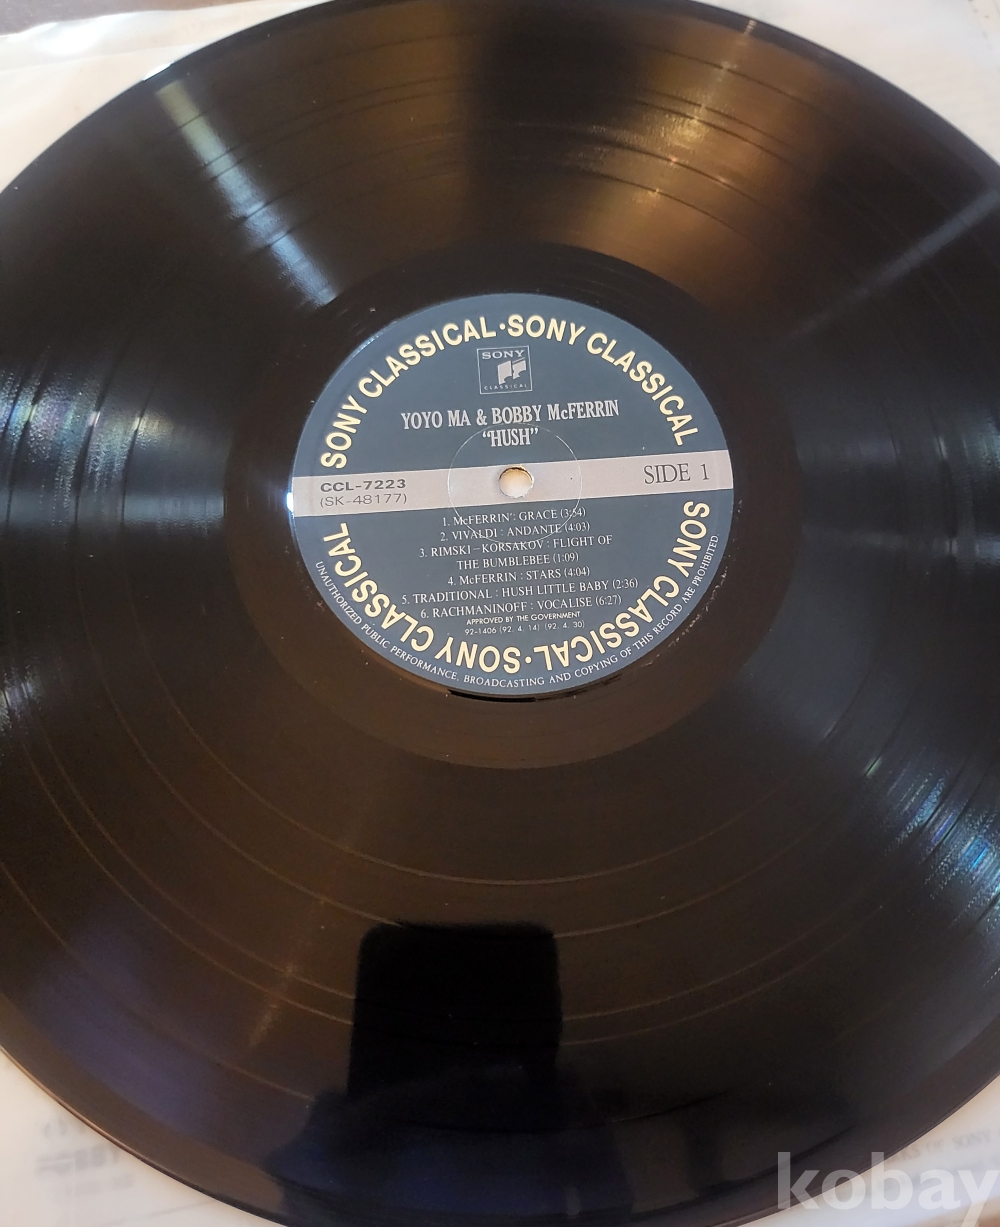 SONY CLASSICAL·SONY CLASSICAL
SONY
CLASSICAL
YOYO MA & BOBBY McFERRIN
“HUSH”
CCL-7223
(SK-48177)
SIDE 1
1. McFERRIN : GRACE (3:54)
2. VIVALDI : ANDANTE (4:03)
3. RIMSKI-KORSAKOV : FLIGHT OF
THE BUMBLEBEE (1:09)
4. McFERRIN : STARS (4:04)
5. TRADITIONAL : HUSH LITTLE BABY (2:36)
6. RACHMANINOFF : VOCALISE (6:27)
APPROVED BY THE GOVERNMENT
92-1406 (92. 4. 14) (92. 4. 30)
SONY CLASSICAL·SONY CLASSICAL
UNAUTHORIZED PUBLIC PERFORMANCE, BROADCASTING AND COPYING OF THIS RECORD ARE PROHIBITED
kobay